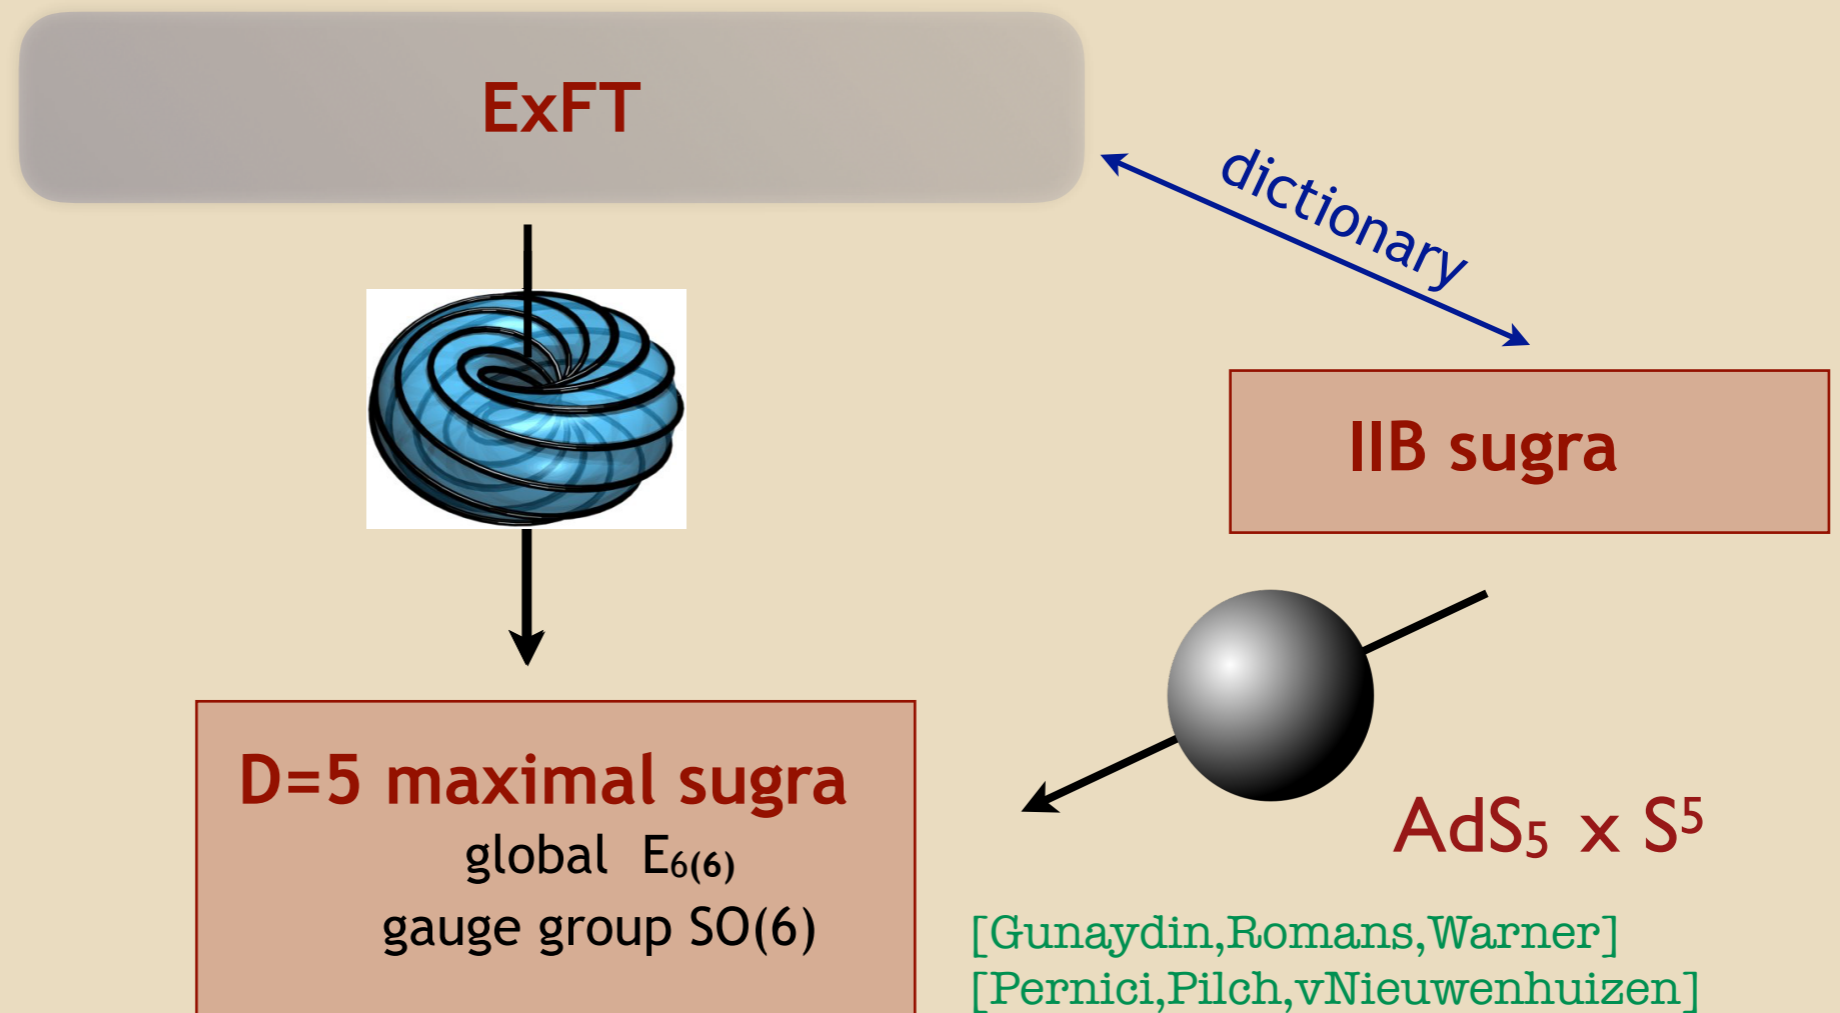 ExFT
dictionary
IIB sugra
D=5 maximal sugra
global E₆₍₆₎
gauge group SO(6)
AdS₅ x S⁵
[Gunaydin,Romans,Warner]
[Pernici,Pilch,vNieuwenhuizen]